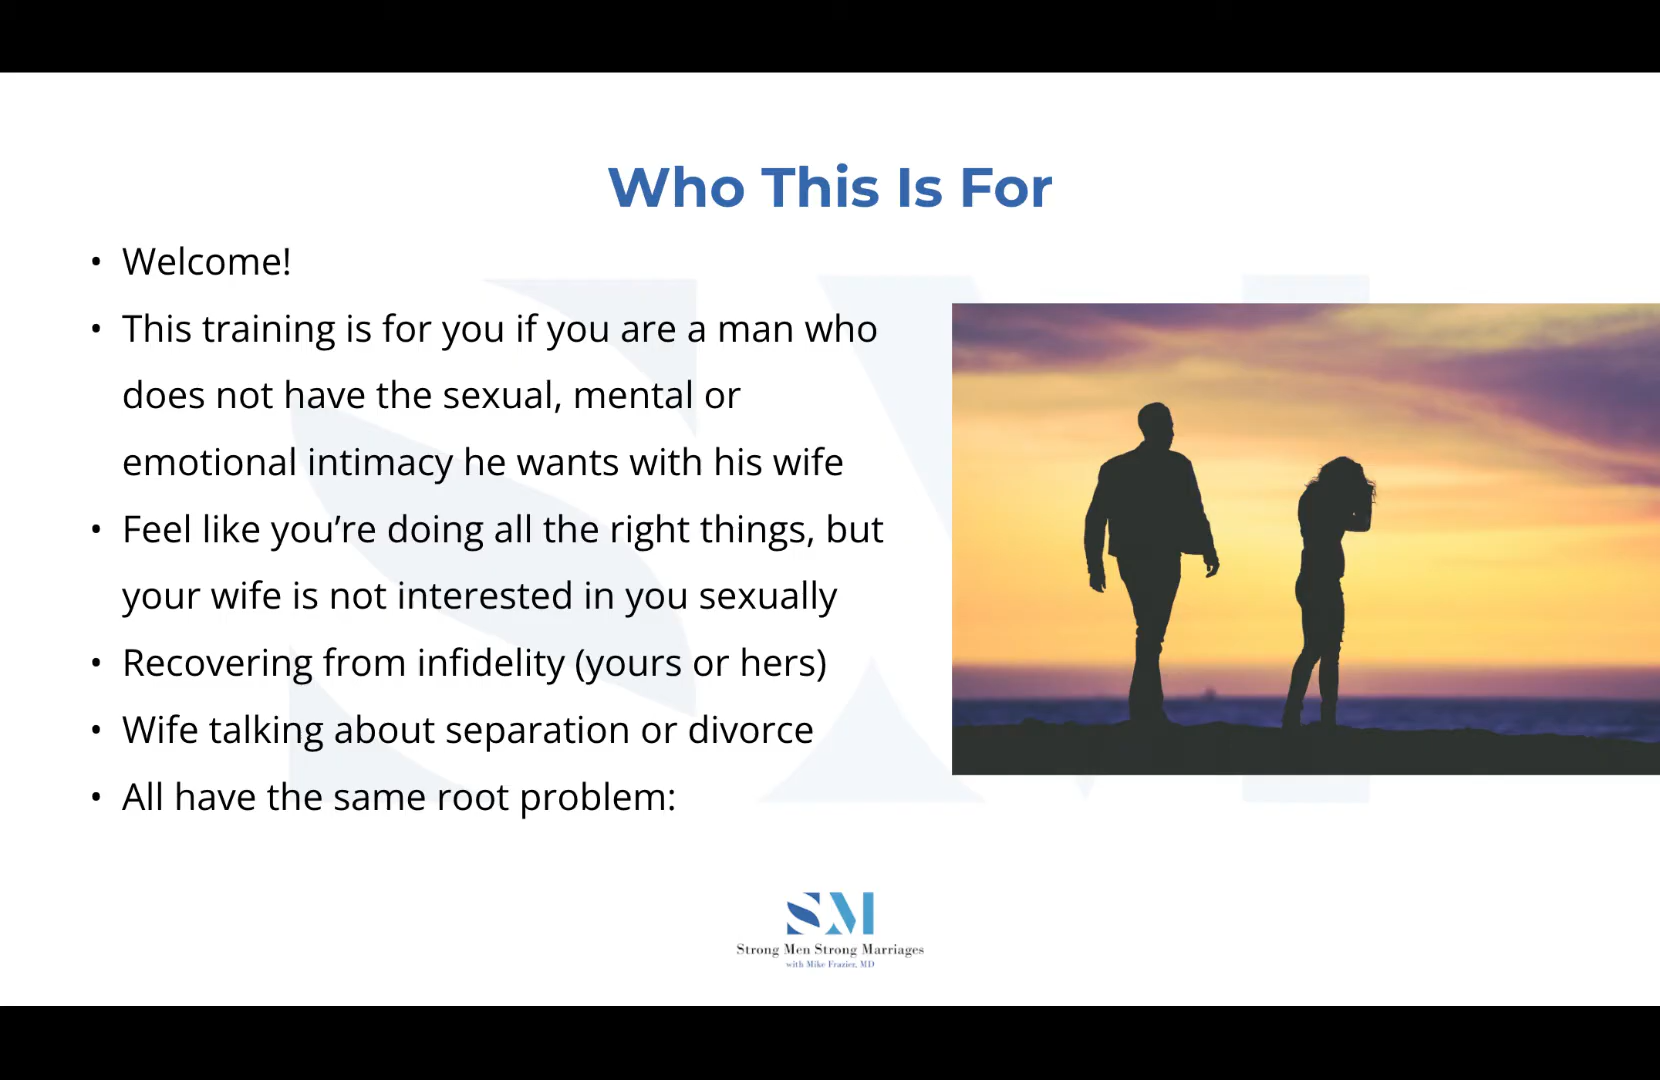 Who This Is For
• Welcome!
• This training is for you if you are a man who
does not have the sexual, mental or
emotional intimacy he wants with his wife
• Feel like you’re doing all the right things, but
your wife is not interested in you sexually
• Recovering from infidelity (yours or hers)
• Wife talking about separation or divorce
• All have the same root problem:
SM
Strong Men Strong Marriages
with Mike Frazier, MD